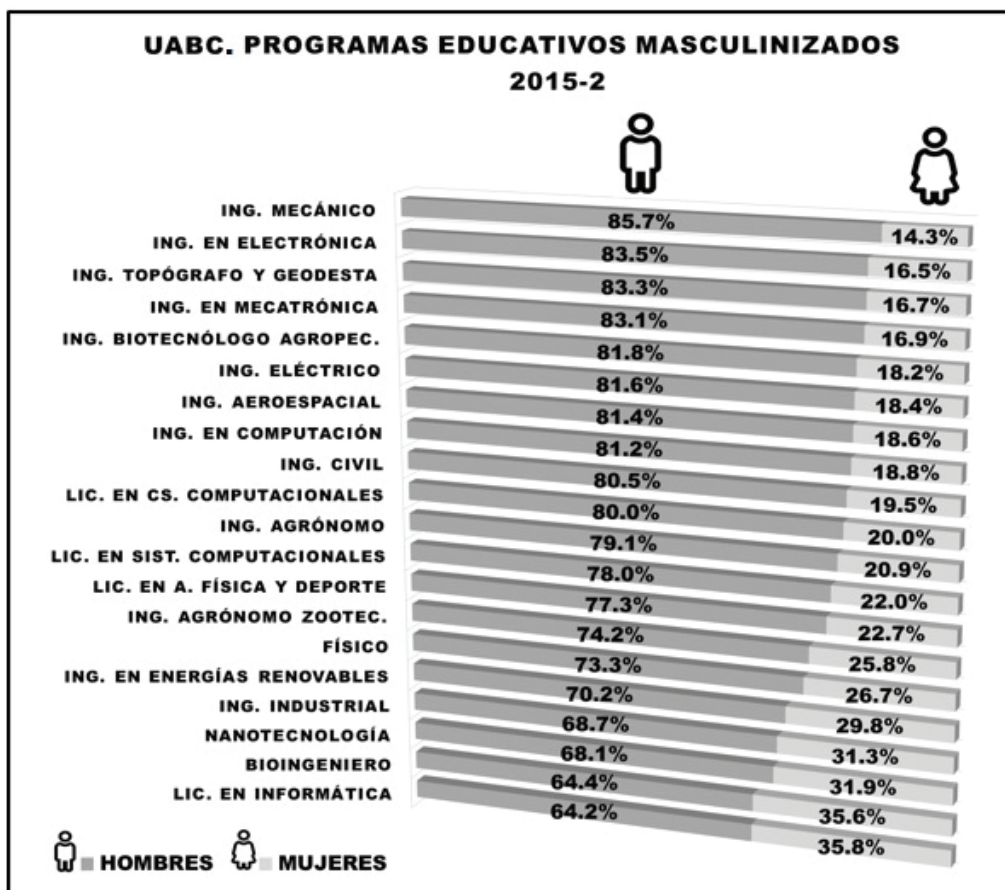 UABC. PROGRAMAS EDUCATIVOS MASCULINIZADOS
2015-2
ING. MECÁNICO 85.7% 14.3%
ING. EN ELECTRÓNICA 83.5% 16.5%
ING. TOPÓGRAFO Y GEODESTA 83.3% 16.7%
ING. EN MECATRÓNICA 83.1% 16.9%
ING. BIOTECNÓLOGO AGROPEC. 81.8% 18.2%
ING. ELÉCTRICO 81.6% 18.4%
ING. AEROESPACIAL 81.4% 18.6%
ING. EN COMPUTACIÓN 81.2% 18.8%
ING. CIVIL 80.5% 19.5%
LIC. EN CS. COMPUTACIONALES 80.0% 20.0%
ING. AGRÓNOMO 79.1% 20.9%
LIC. EN SIST. COMPUTACIONALES 78.0% 22.0%
LIC. EN A. FÍSICA Y DEPORTE 77.3% 22.7%
ING. AGRÓNOMO ZOOTEC. 74.2% 25.8%
FÍSICO 73.3% 26.7%
ING. EN ENERGÍAS RENOVABLES 70.2% 29.8%
ING. INDUSTRIAL 68.7% 31.3%
NANOTECNOLOGÍA 68.1% 31.9%
BIOINGENIERO 64.4% 35.6%
LIC. EN INFORMÁTICA 64.2% 35.8%
HOMBRES MUJERES